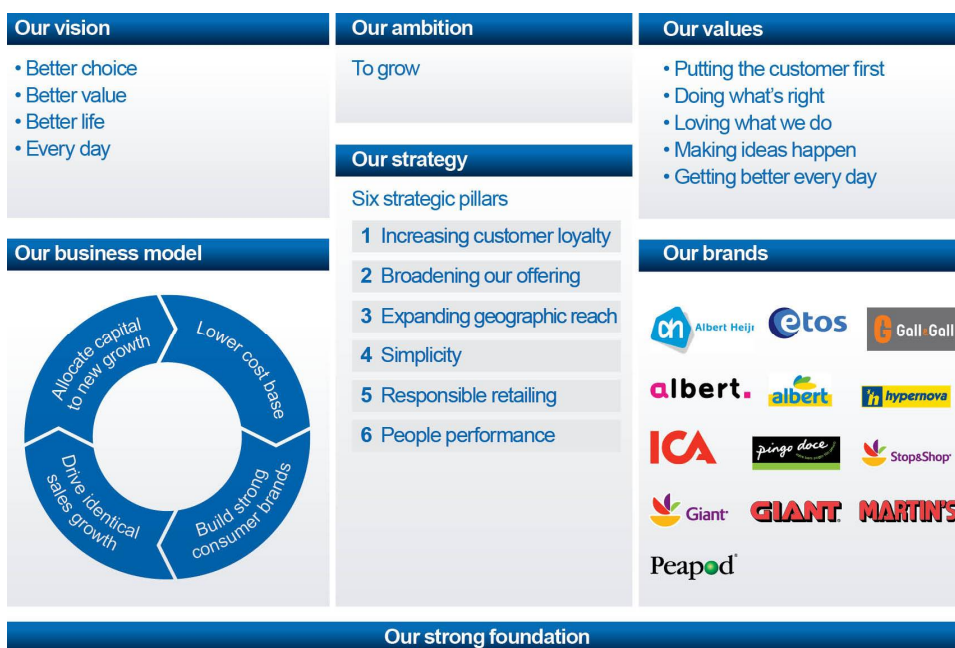 Our vision
• Better choice
• Better value
• Better life
• Every day
Our ambition
To grow
Our values
• Putting the customer first
• Doing what's right
• Loving what we do
• Making ideas happen
• Getting better every day
Our strategy
Six strategic pillars
1 Increasing customer loyalty
2 Broadening our offering
3 Expanding geographic reach
4 Simplicity
5 Responsible retailing
6 People performance
Our business model
Lower cost base
Build strong
consumer brands
Drive identical
sales growth
Allocate capital
to new growth
Our brands
ah Albert Heijn
etos
G Gall&Gall
albert.
albert
h hypernova
ICA
pingo doce
Stop&Shop
Giant
GIANT
MARTIN'S
Peapod
Our strong foundation